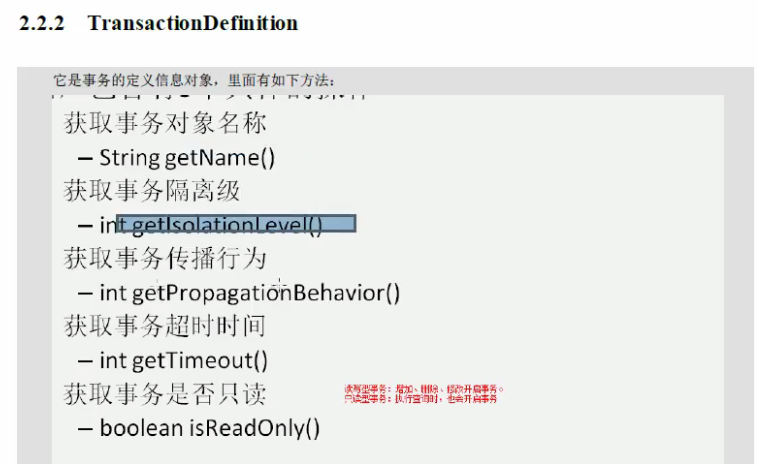 2.2.2 TransactionDefinition
它是事务的定义信息对象，里面有如下方法：
获取事务对象名称
– String getName()
获取事务隔离级
– int getIsolationLevel()
获取事务传播行为
– int getPropagationBehavior()
获取事务超时时间
– int getTimeout()
获取事务是否只读
读写型事务：增加、删除、修改开启事务。
只读型事务：执行查询时，也会开启事务
– boolean isReadOnly()